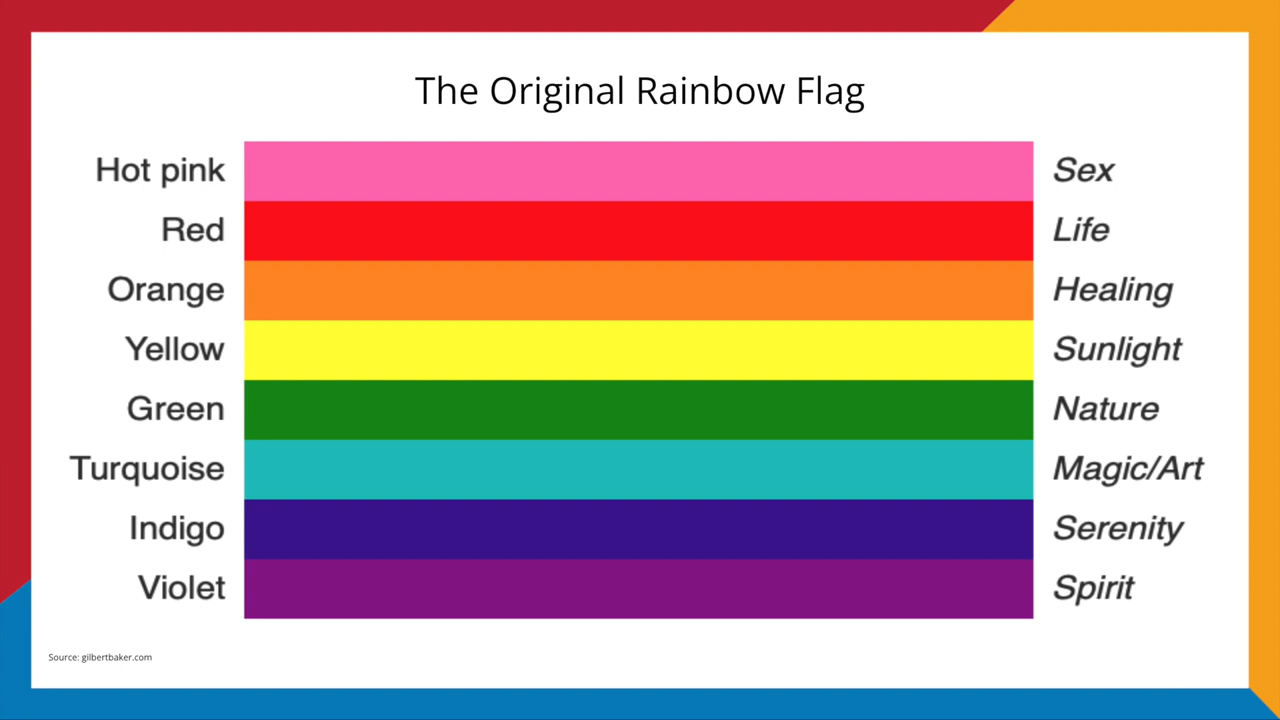 The Original Rainbow Flag
Hot pink Sex
Red Life
Orange Healing
Yellow Sunlight
Green Nature
Turquoise Magic/Art
Indigo Serenity
Violet Spirit
Source: gilbertbaker.com